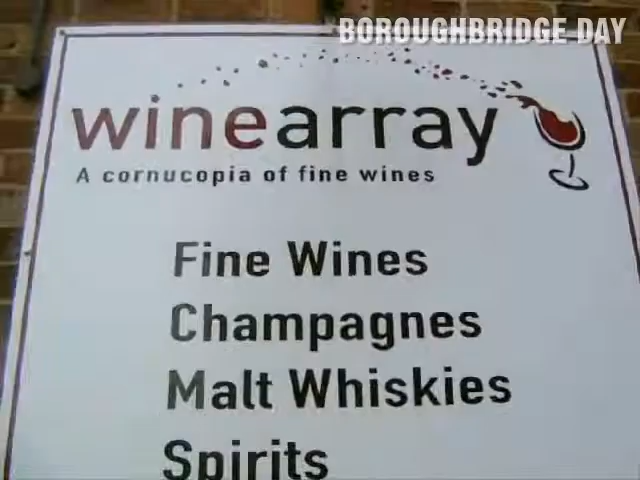 BOROUGHBRIDGE DAY
winearray
A cornucopia of fine wines
Fine Wines
Champagnes
Malt Whiskies
Spirits